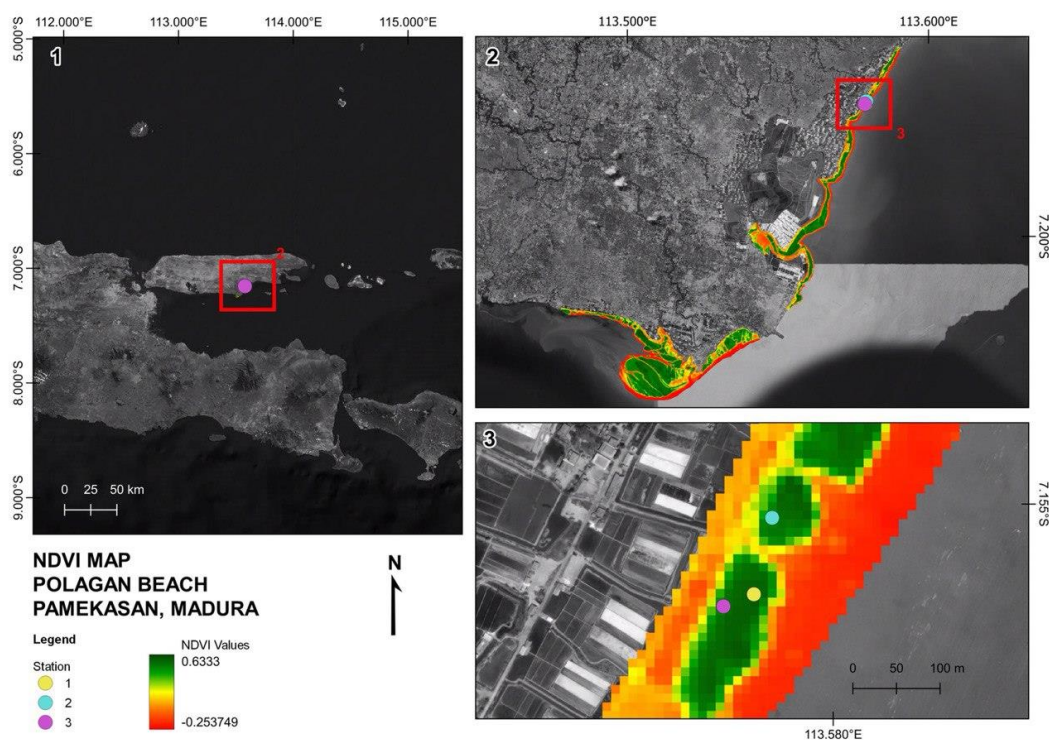 112.000°E 113.000°E 114.000°E 115.000°E
113.500°E 113.600°E
5.000°S
6.000°S
7.000°S
8.000°S
9.000°S
1
2
0 25 50 km
2
3
7.200°S
3
7.155°S
0 50 100 m
113.580°E
NDVI MAP
POLAGAN BEACH
PAMEKASAN, MADURA
N
Legend
Station
1
2
3
NDVI Values
0.6333
-0.253749